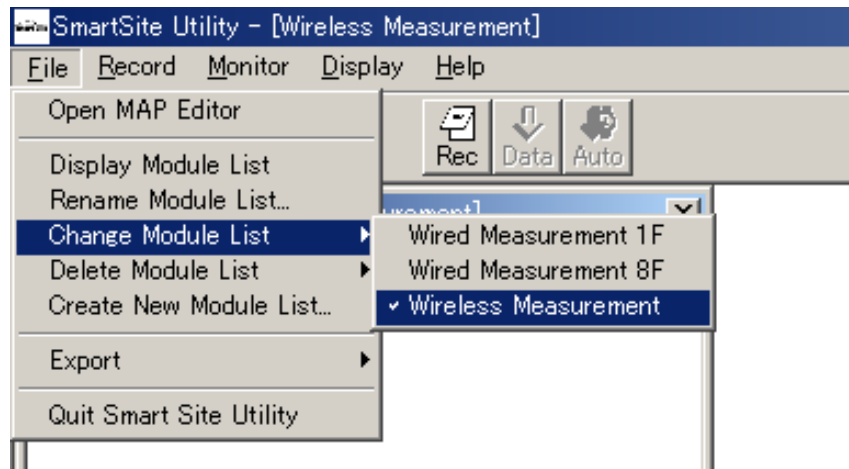 SmartSite Utility - [Wireless Measurement]
File Record Monitor Display Help
Rec Data Auto
Open MAP Editor
Display Module List
Rename Module List...
Change Module List
Delete Module List
Create New Module List...
Export
Quit Smart Site Utility
Wired Measurement 1F
Wired Measurement 8F
Wireless Measurement